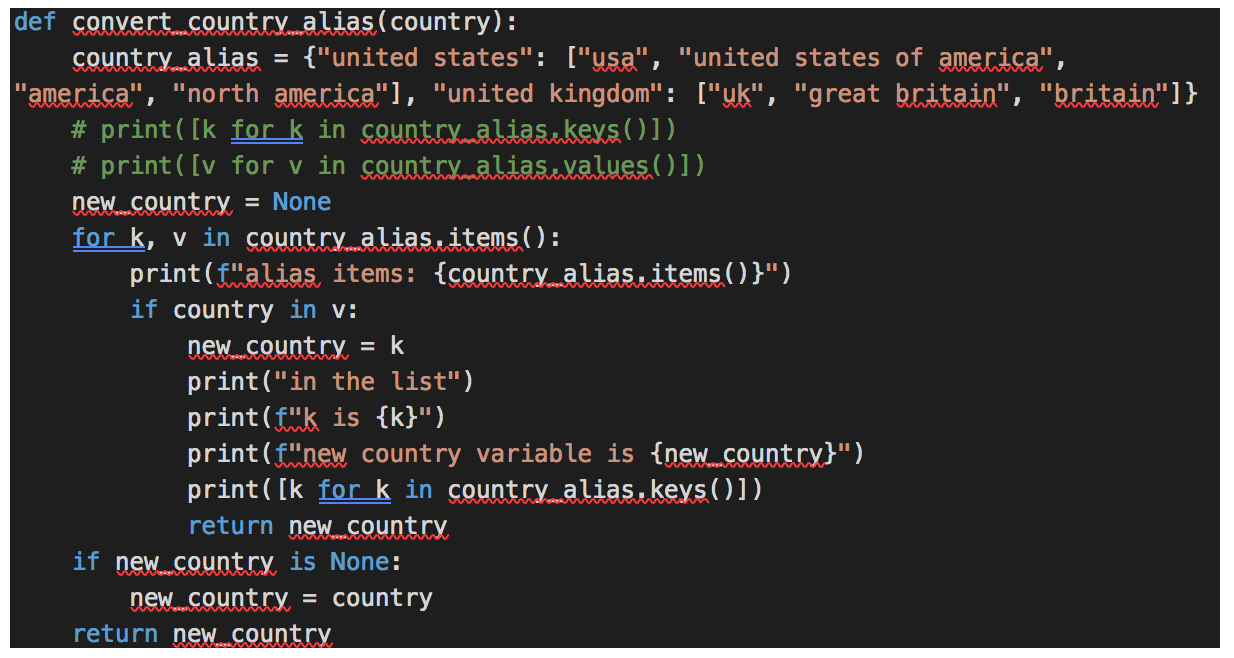 def convert_country_alias(country):
    country_alias = {"united states": ["usa", "united states of america",
"america", "north america"], "united kingdom": ["uk", "great britain", "britain"]}
    # print([k for k in country_alias.keys()])
    # print([v for v in country_alias.values()])
    new_country = None
    for k, v in country_alias.items():
        print(f"alias items: {country_alias.items()}")
        if country in v:
            new_country = k
            print("in the list")
            print(f"k is {k}")
            print(f"new country variable is {new_country}")
            print([k for k in country_alias.keys()])
            return new_country
    if new_country is None:
        new_country = country
    return new_country